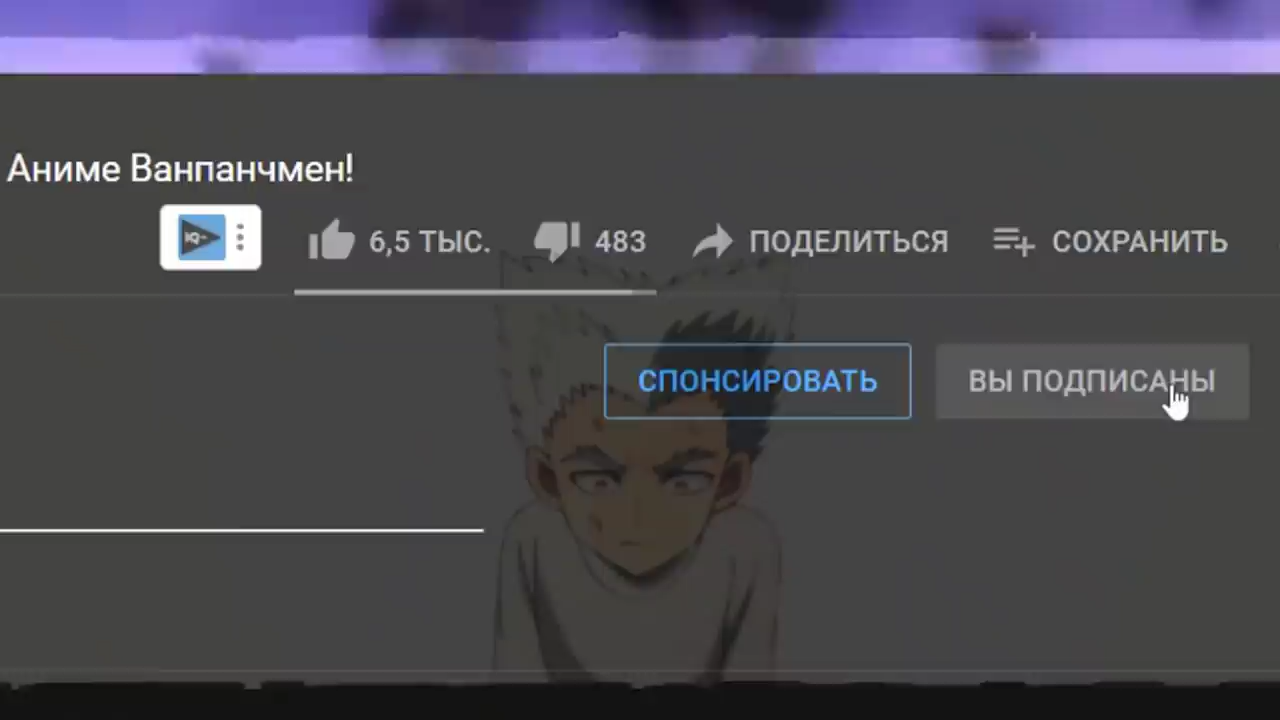 Аниме Ванпанчмен!
6,5 ТЫС. 483 ПОДЕЛИТЬСЯ СОХРАНИТЬ
СПОНСИРОВАТЬ ВЫ ПОДПИСАНЫ